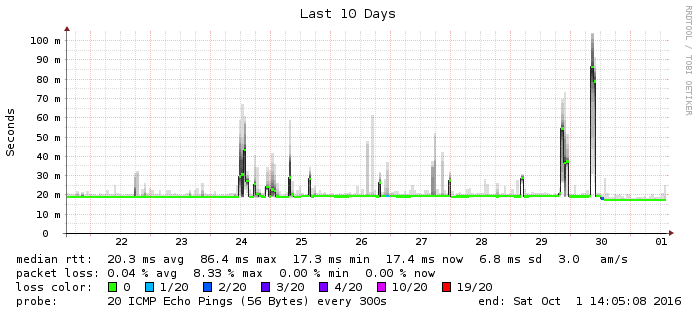 Last 10 Days
RRDTOOL / TOBI OETIKER
Seconds
100 m
90 m
80 m
70 m
60 m
50 m
40 m
30 m
20 m
10 m
0
22 23 24 25 26 27 28 29 30 01
median rtt: 20.3 ms avg 86.4 ms max 17.3 ms min 17.4 ms now 6.8 ms sd 3.0 am/s
packet loss: 0.04 % avg 8.33 % max 0.00 % min 0.00 % now
loss color: 0 1/20 2/20 3/20 4/20 10/20 19/20
probe: 20 ICMP Echo Pings (56 Bytes) every 300s end: Sat Oct 1 14:05:08 2016